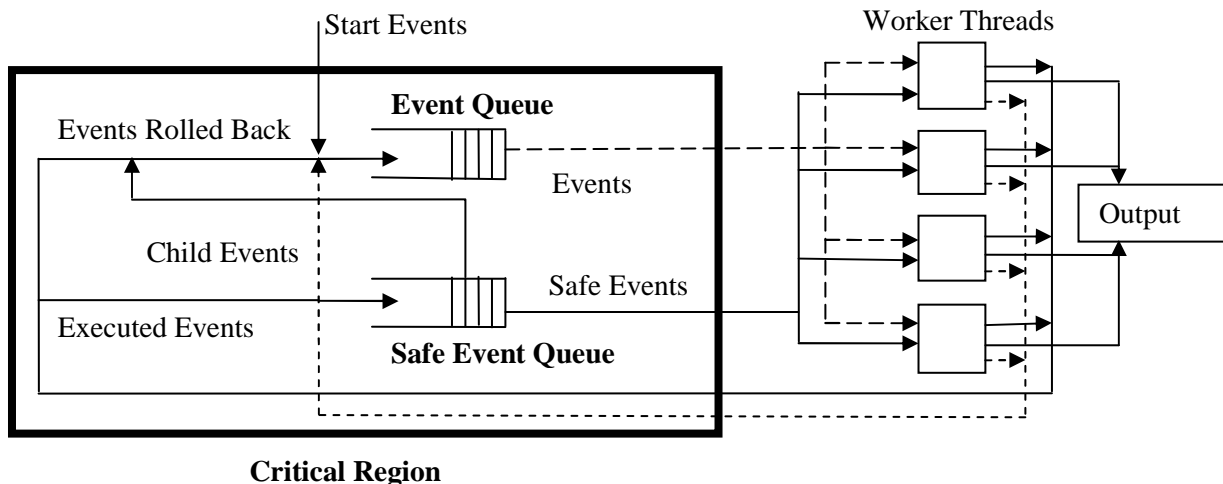 Start Events
Worker Threads
Event Queue
Events Rolled Back
Events
Output
Child Events
Safe Events
Executed Events
Safe Event Queue
Critical Region